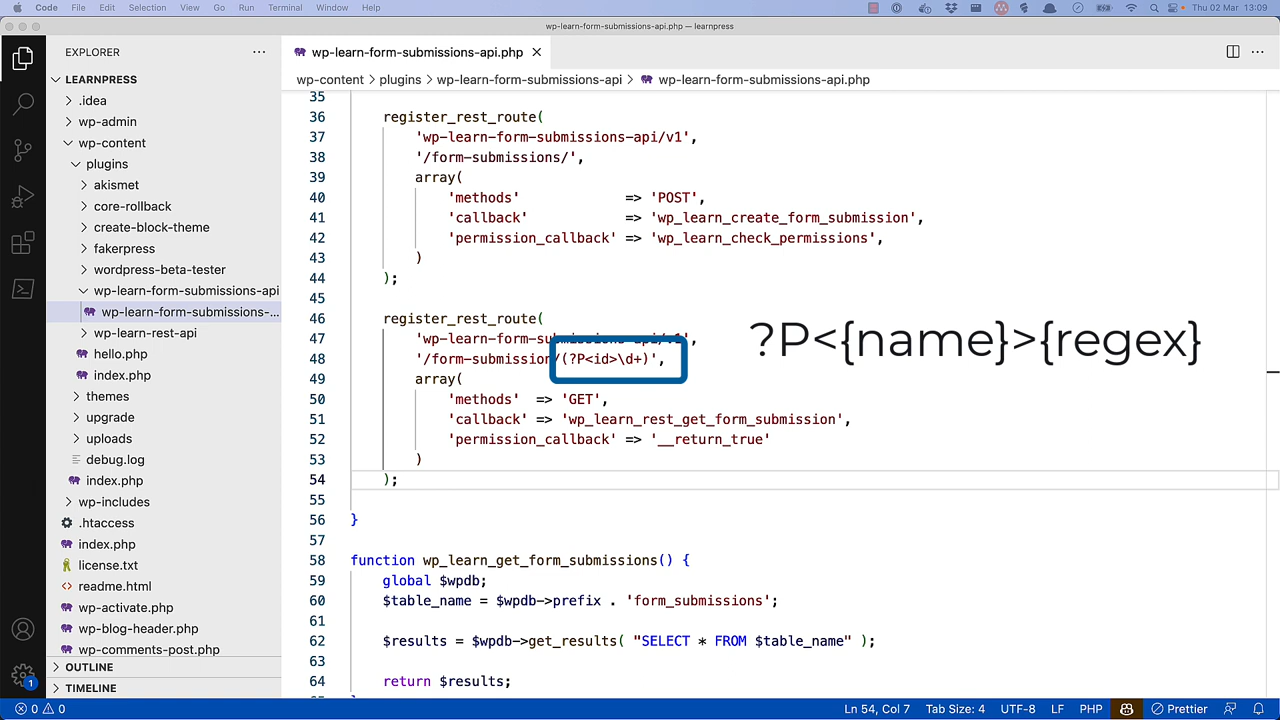 Code File Edit Selection View Go Run Terminal Window Help Thu 02 Mar 13:09
wp-learn-form-submissions-api.php — learnpress
EXPLORER
LEARNPRESS
.idea
wp-admin
wp-content
plugins
akismet
core-rollback
create-block-theme
fakerpress
wordpress-beta-tester
wp-learn-form-submissions-api
wp-learn-form-submissions-...
wp-learn-rest-api
hello.php
index.php
themes
upgrade
uploads
debug.log
index.php
wp-includes
.htaccess
index.php
license.txt
readme.html
wp-activate.php
wp-blog-header.php
wp-comments-post.php
OUTLINE
TIMELINE
1
wp-learn-form-submissions-api.php
wp-content > plugins > wp-learn-form-submissions-api > wp-learn-form-submissions-api.php
35
36 register_rest_route(
37 'wp-learn-form-submissions-api/v1',
38 '/form-submissions/',
39 array(
40 'methods' => 'POST',
41 'callback' => 'wp_learn_create_form_submission',
42 'permission_callback' => 'wp_learn_check_permissions',
43 )
44 );
45
46 register_rest_route(
47 'wp-learn-form-submissions-api/v1',
48 '/form-submission/(?P<id>\d+)',
49 array(
50 'methods' => 'GET',
51 'callback' => 'wp_learn_rest_get_form_submission',
52 'permission_callback' => '__return_true'
53 )
54 );
55
56 }
57
58 function wp_learn_get_form_submissions() {
59 global $wpdb;
60 $table_name = $wpdb->prefix . 'form_submissions';
61
62 $results = $wpdb->get_results( "SELECT * FROM $table_name" );
63
64 return $results;
?P<{name}>{regex}
0 0 Ln 54, Col 7 Tab Size: 4 UTF-8 LF PHP Prettier